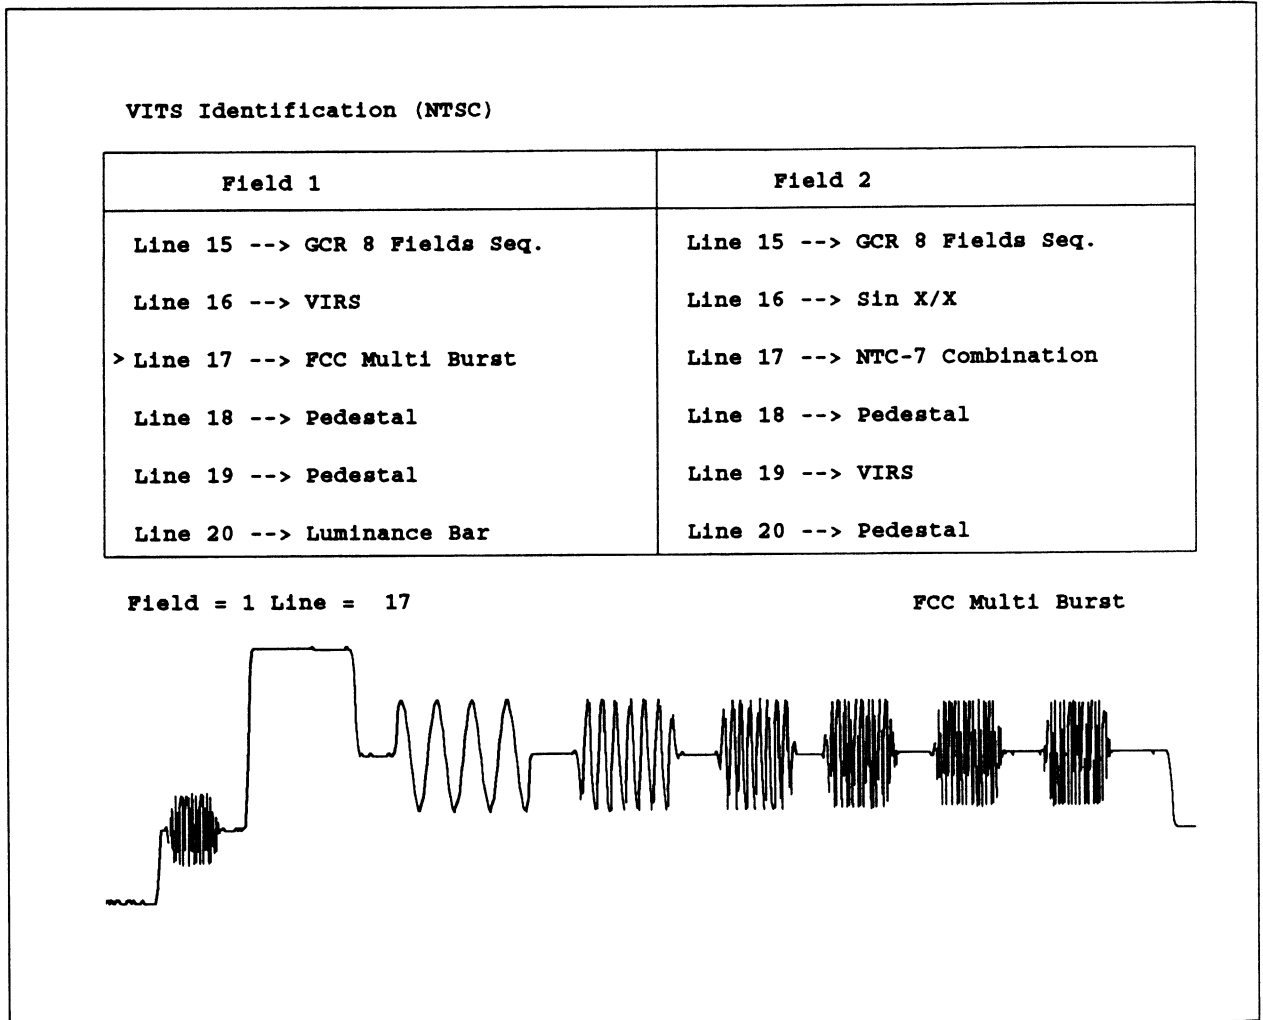 VITS Identification (NTSC)
Field 1
Field 2
Line 15 --> GCR 8 Fields Seq.
Line 15 --> GCR 8 Fields Seq.
Line 16 --> VIRS
Line 16 --> Sin X/X
> Line 17 --> FCC Multi Burst
Line 17 --> NTC-7 Combination
Line 18 --> Pedestal
Line 18 --> Pedestal
Line 19 --> Pedestal
Line 19 --> VIRS
Line 20 --> Luminance Bar
Line 20 --> Pedestal
Field = 1 Line = 17
FCC Multi Burst